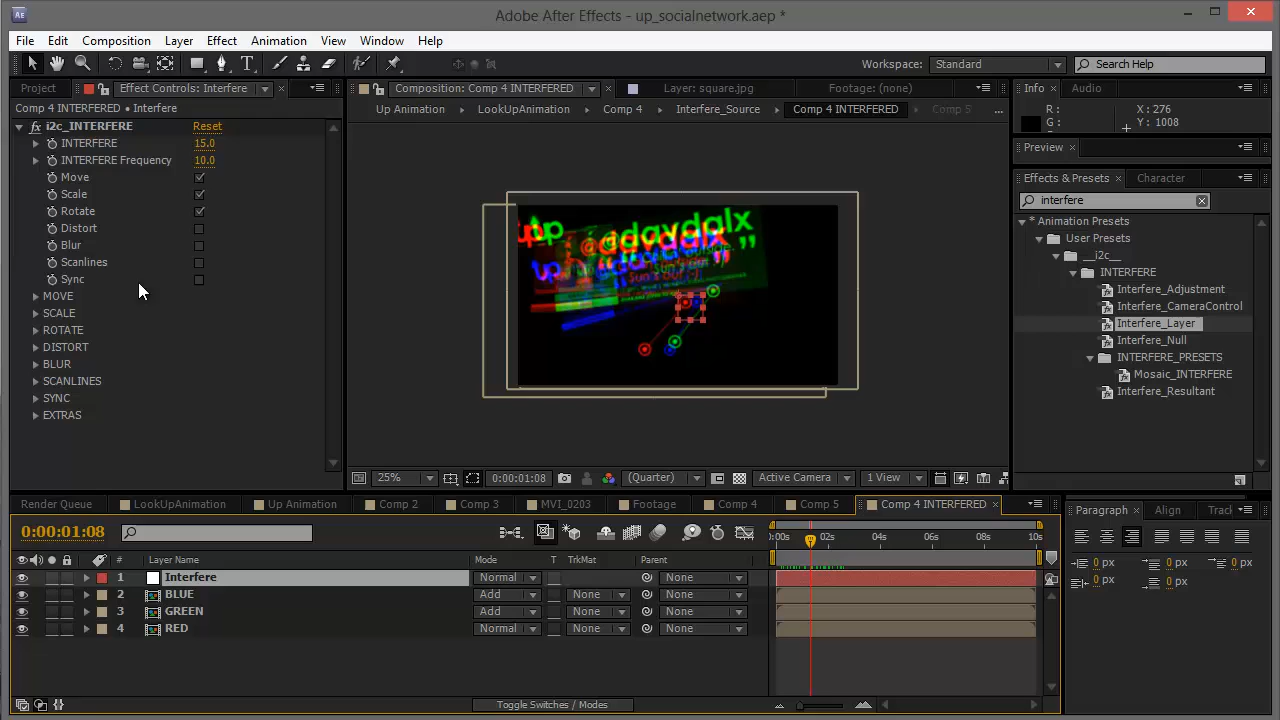 Adobe After Effects - up_socialnetwork.aep *
File Edit Composition Layer Effect Animation View Window Help
Workspace: Standard
Search Help
Project
Effect Controls: Interfere
Composition: Comp 4 INTERFERED
Layer: square.jpg
Footage: (none)
Info
Audio
Comp 4 INTERFERED • Interfere
Up Animation
LookUpAnimation
Comp 4
Interfere_Source
Comp 4 INTERFERED
Comp 5
...
R:
G:
X: 276
Y: 1008
fx i2c_INTERFERE Reset
INTERFERE 15.0
INTERFERE Frequency 10.0
Move
Scale
Rotate
Distort
Blur
Scanlines
Sync
MOVE
SCALE
ROTATE
DISTORT
BLUR
SCANLINES
SYNC
EXTRAS
up
@davdalx
Preview
Effects & Presets
Character
interfere
* Animation Presets
User Presets
__i2c__
INTERFERE
Interfere_Adjustment
Interfere_CameraControl
Interfere_Layer
Interfere_Null
INTERFERE_PRESETS
Mosaic_INTERFERE
Interfere_Resultant
25%
0:00:01:08
(Quarter)
Active Camera
1 View
Render Queue
LookUpAnimation
Up Animation
Comp 2
Comp 3
MVI_0203
Footage
Comp 4
Comp 5
Comp 4 INTERFERED
0:00:01:08
:00s 02s 04s 06s 08s 10s
# Layer Name Mode T TrkMat Parent
1 Interfere Normal None
2 BLUE Add None None
3 GREEN Add None None
4 RED Normal None None
Toggle Switches / Modes
Paragraph
Align
Track
0 px 0 px 0 px
0 px 0 px